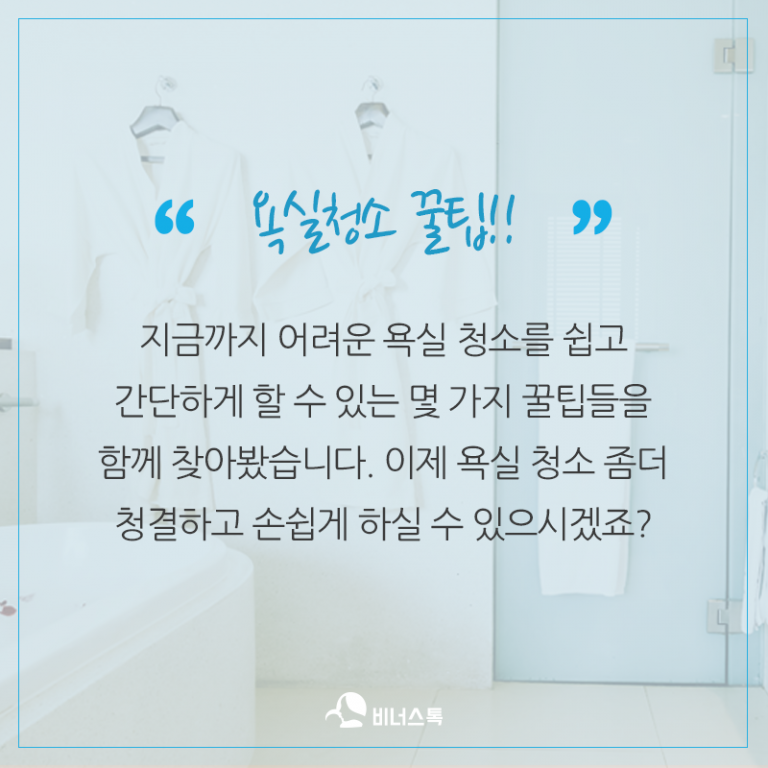 “ 욕실청소 꿀팁!! ”
지금까지 어려운 욕실 청소를 쉽고
간단하게 할 수 있는 몇 가지 꿀팁들을
함께 찾아봤습니다. 이제 욕실 청소 좀더
청결하고 손쉽게 하실 수 있으시겠죠?
비너스톡